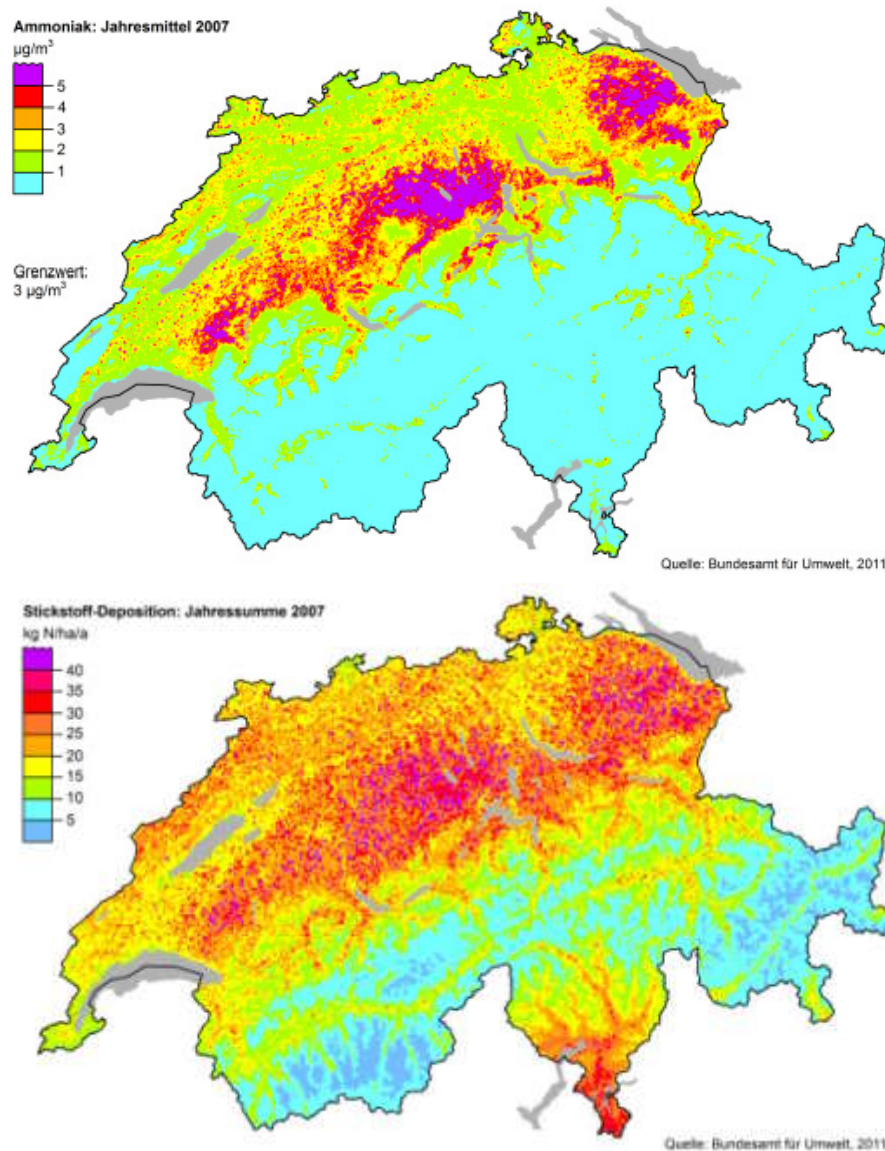 Ammoniak: Jahresmittel 2007
µg/m³
5
4
3
2
1
Grenzwert:
3 µg/m³
Quelle: Bundesamt für Umwelt, 2011
Stickstoff-Deposition: Jahressumme 2007
kg N/ha/a
40
35
30
25
20
15
10
5
Quelle: Bundesamt für Umwelt, 2011